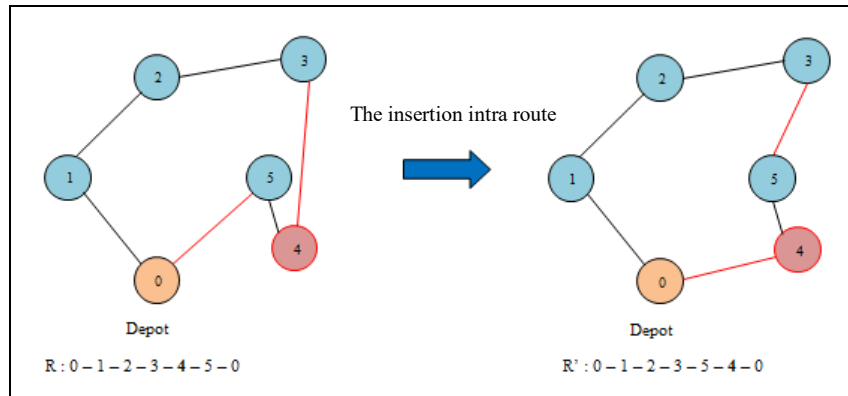 2
3
The insertion intra route
2
3
1
5
1
5
4
4
0
0
Depot
Depot
R : 0 – 1 – 2 – 3 – 4 – 5 – 0
R’ : 0 – 1 – 2 – 3 – 5 – 4 – 0